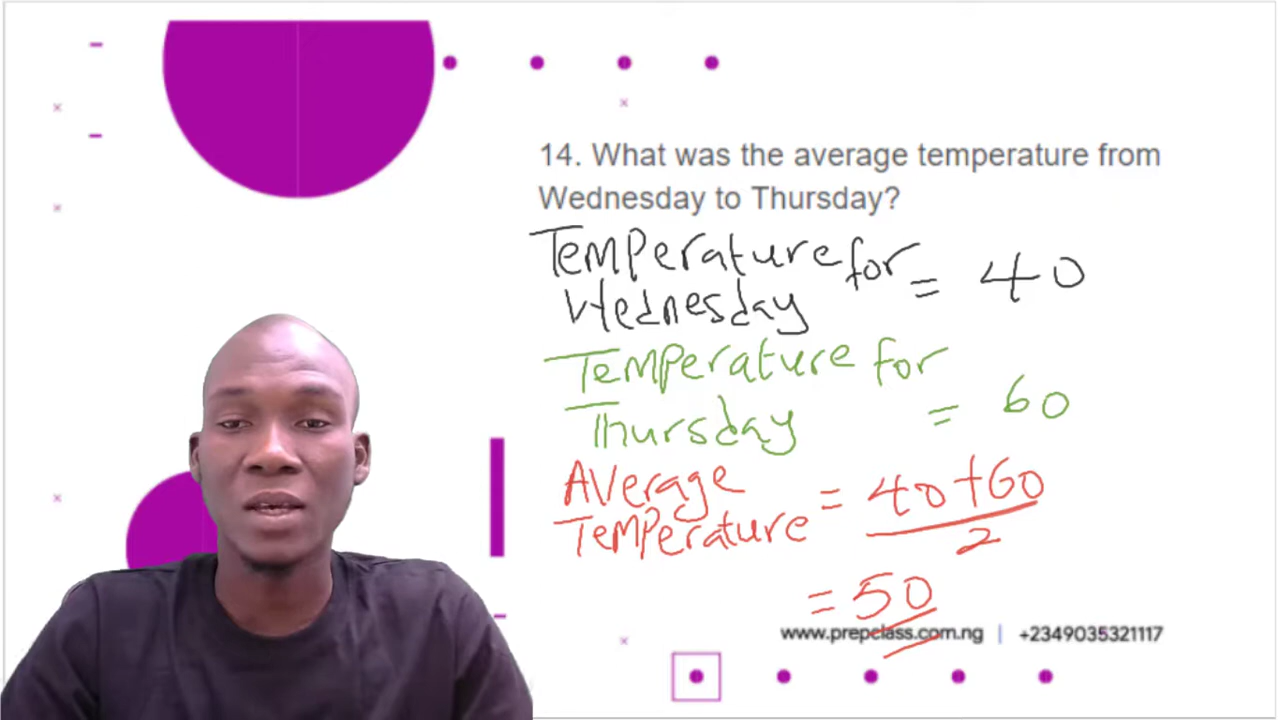 14. What was the average temperature from
Wednesday to Thursday?
Temperature for
Wednesday = 40
Temperature for
Thursday = 60
Average
Temperature = 40+60
2
= 50
www.prepclass.com.ng | +2349035321117